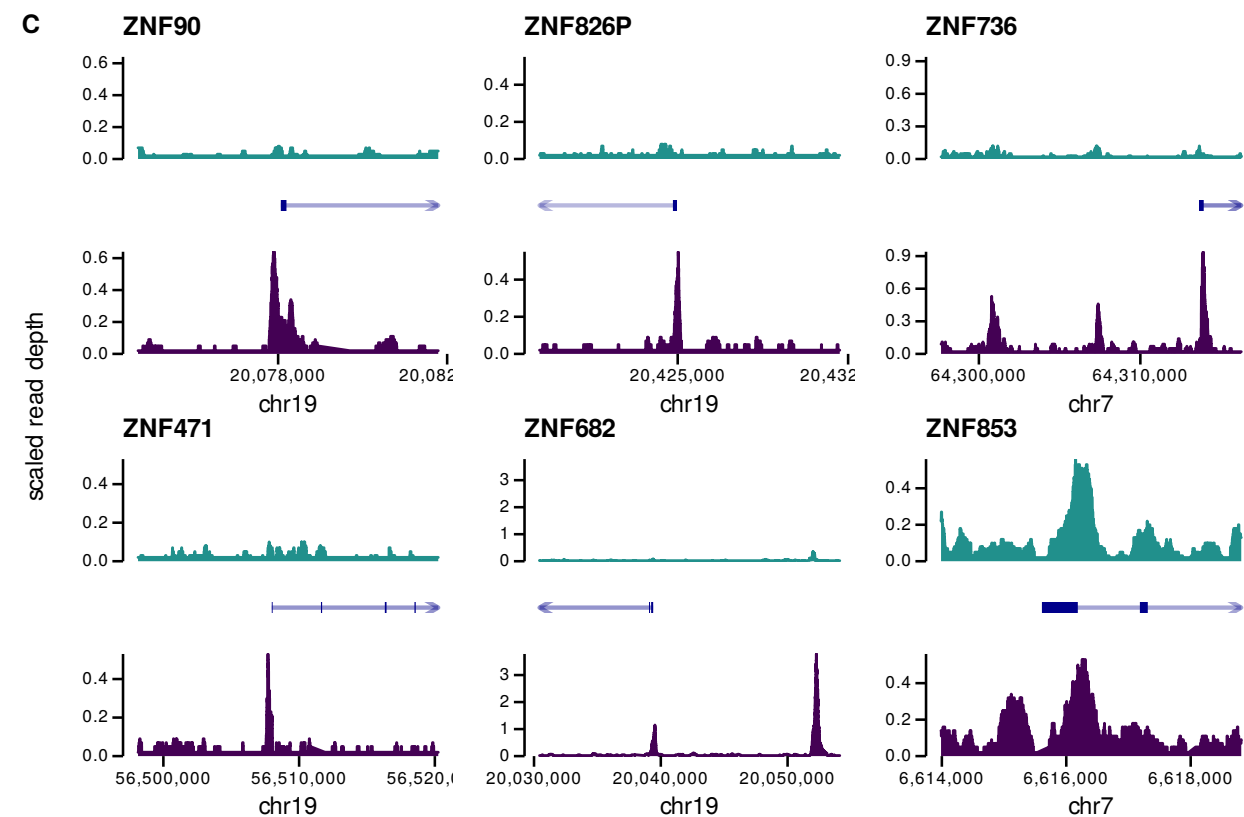 C
ZNF90 ZNF826P ZNF736
0.6 0.4 0.2 0.0
0.4 0.2 0.0
0.9 0.6 0.3 0.0
0.6 0.4 0.2 0.0
0.4 0.2 0.0
0.9 0.6 0.3 0.0
20,078,000 20,082
20,425,000 20,432
64,300,000 64,310,000
chr19 chr19 chr7
scaled read depth
ZNF471 ZNF682 ZNF853
0.4 0.2 0.0
3 2 1 0
0.4 0.2 0.0
0.4 0.2 0.0
3 2 1 0
0.4 0.2 0.0
56,500,000 56,510,000 56,520,(
20,030,000 20,040,000 20,050,000
6,614,000 6,616,000 6,618,000
chr19 chr19 chr7